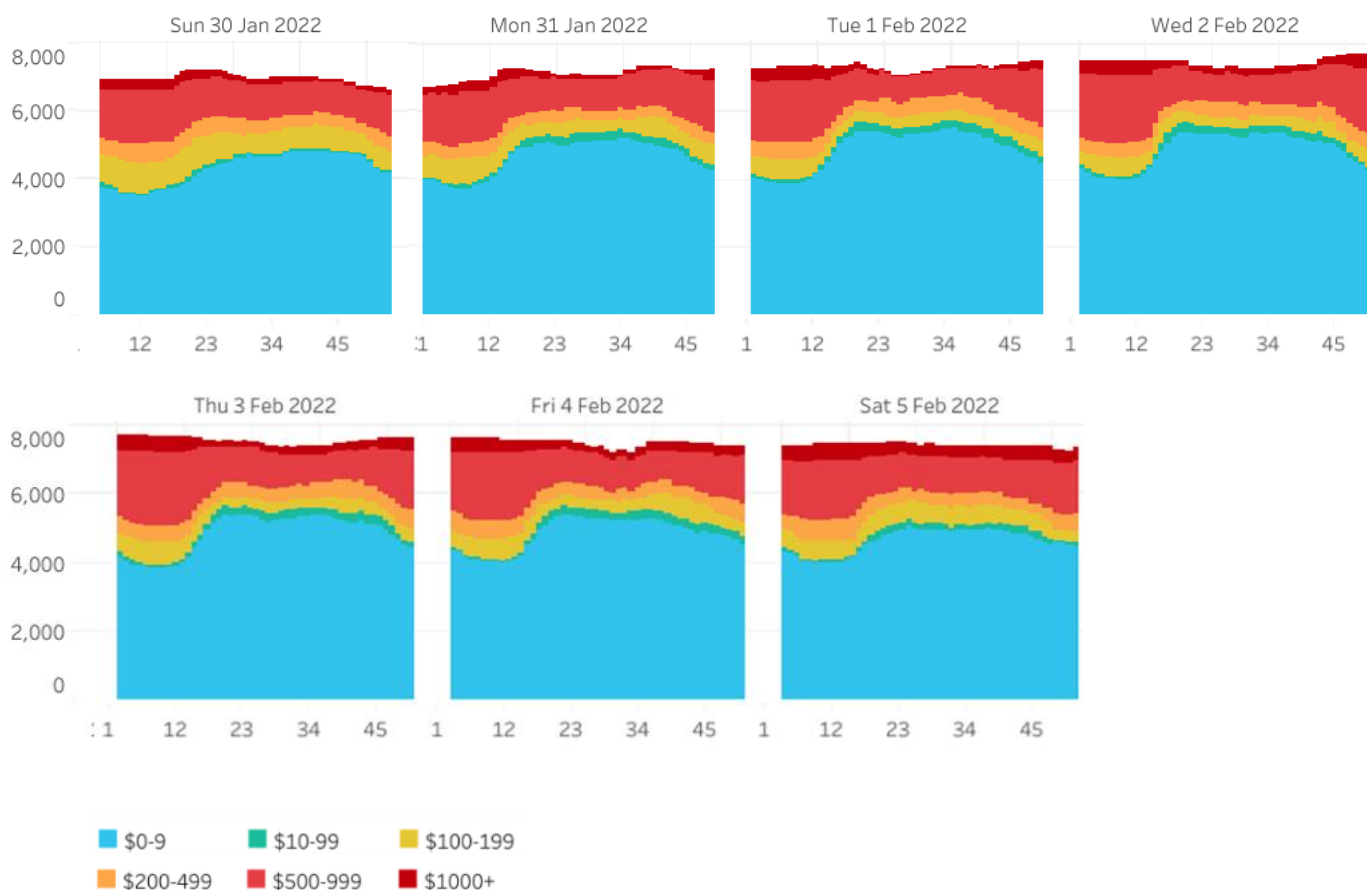 Sun 30 Jan 2022 Mon 31 Jan 2022 Tue 1 Feb 2022 Wed 2 Feb 2022
8,000
6,000
4,000
2,000
0
12 23 34 45 1 12 23 34 45 1 12 23 34 45 1 12 23 34 45
Thu 3 Feb 2022 Fri 4 Feb 2022 Sat 5 Feb 2022
8,000
6,000
4,000
2,000
0
1 12 23 34 45 1 12 23 34 45 1 12 23 34 45
$0-9 $10-99 $100-199
$200-499 $500-999 $1000+